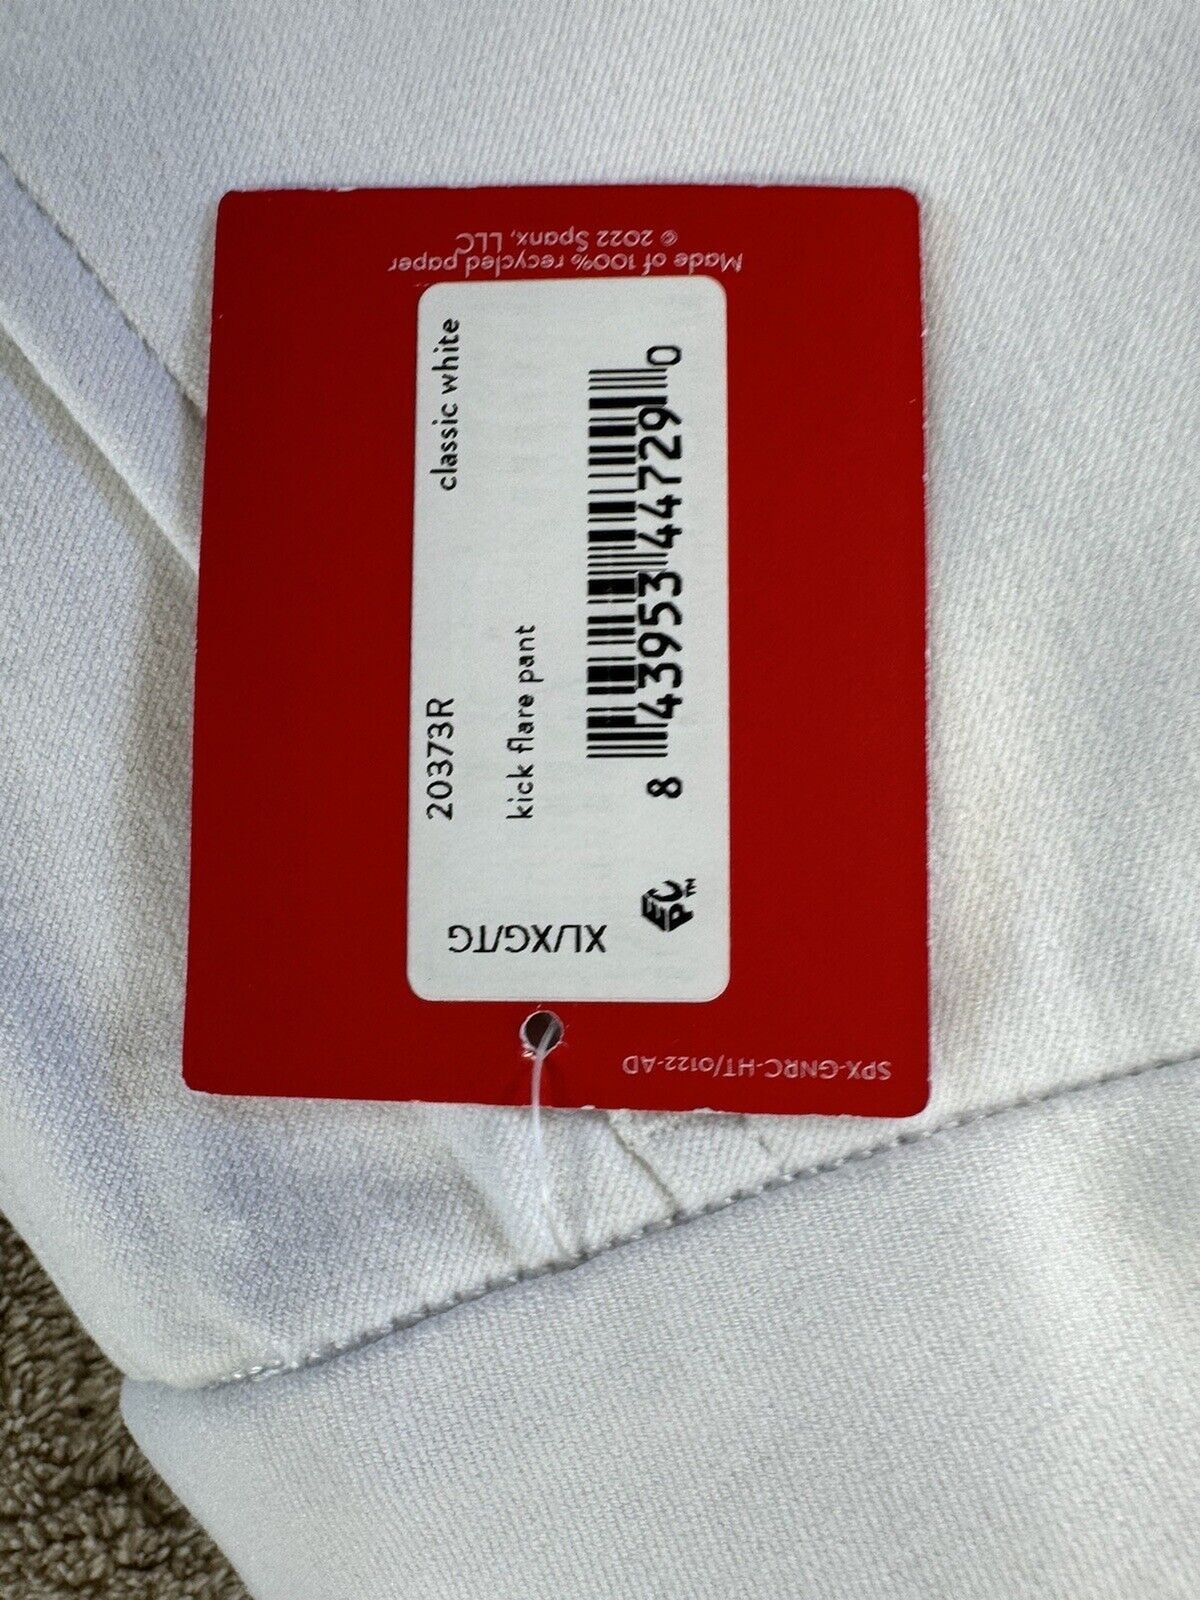 SPX-GNRC-HT/0122-AD
XL/XG/TG
20373R
classic white
kick flare pant
8 43953 44729 0
EPC™
Made of 100% recycled paper
© 2022 Spanx, LLC